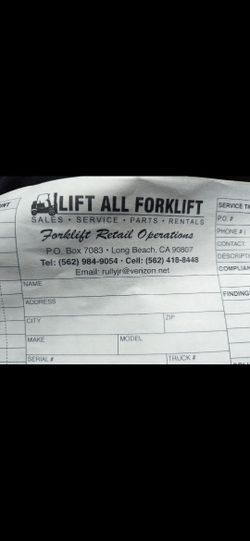 LIFT ALL FORKLIFT
SALES • SERVICE • PARTS • RENTALS
Forklift Retail Operations
P.O. Box 7083 • Long Beach, CA 90807
Tel: (562) 984-9054 • Cell: (562) 418-8448
Email: rullyjr@verizon.net
NAME
ADDRESS
CITY
ZIP
MAKE
MODEL
SERIAL #
TRUCK #
SERVICE
P.O. #
PHONE # (
CONTACT:
DESCRIPTI
COMPLAIN
FINDING